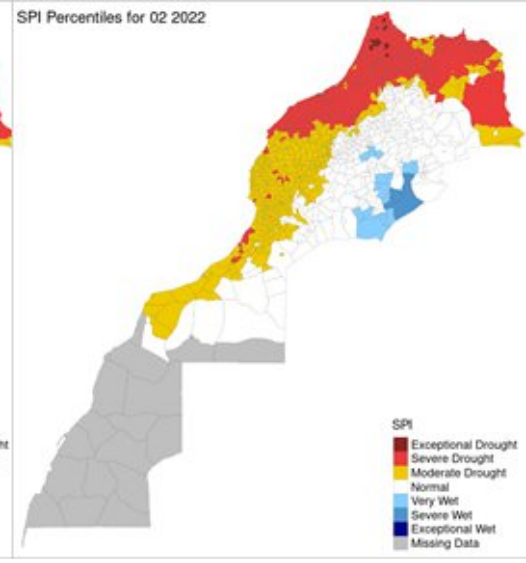 SPI Percentiles for 02 2022
SPI
ht
Exceptional Drought
Severe Drought
Moderate Drought
Normal
Very Wet
Severe Wet
Exceptional Wet
Missing Data